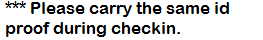 *** Please carry the same id
proof during checkin.